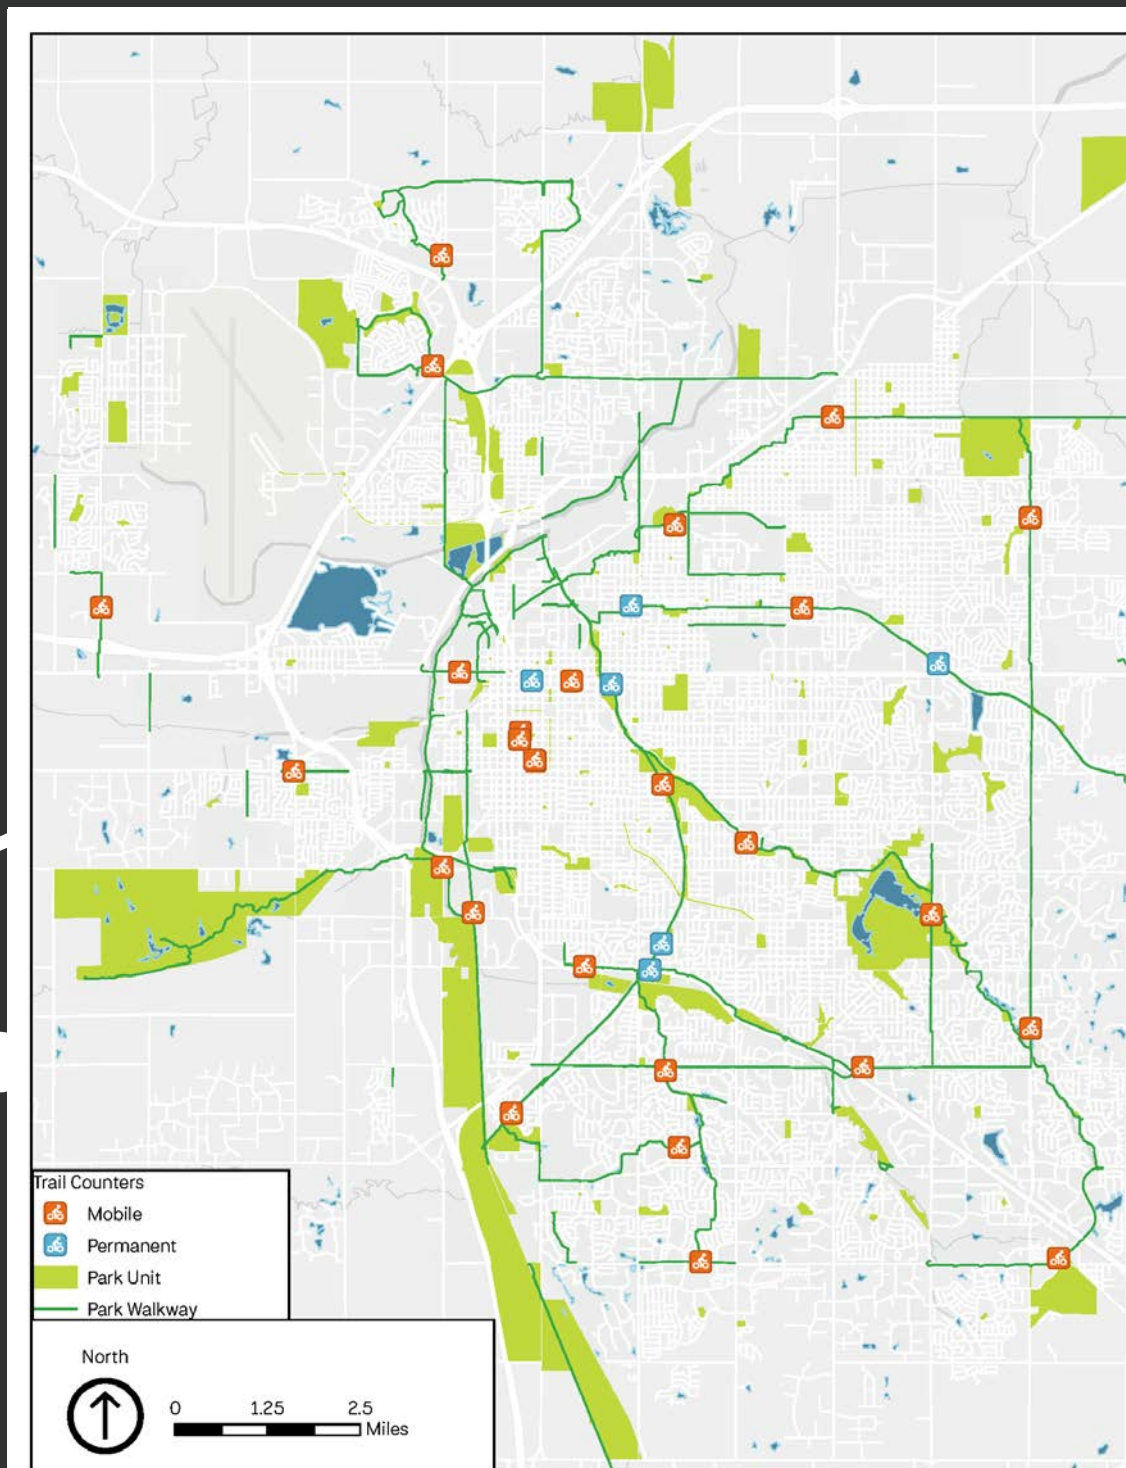 Trail Counters
Mobile
Permanent
Park Unit
Park Walkway
North
0 1.25 2.5
Miles